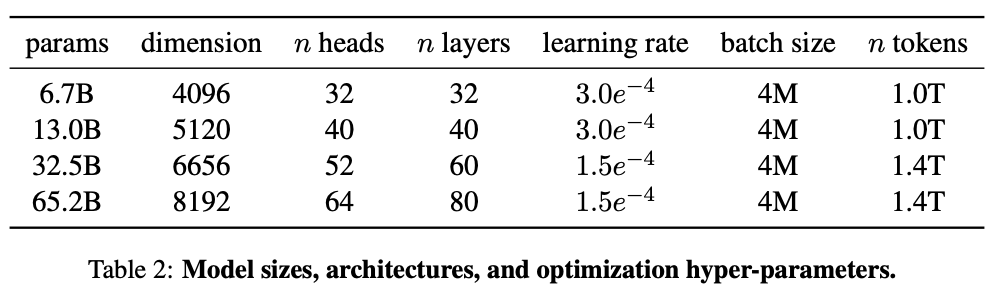 params dimension n heads n layers learning rate batch size n tokens
6.7B 4096 32 32 3.0e⁻⁴ 4M 1.0T
13.0B 5120 40 40 3.0e⁻⁴ 4M 1.0T
32.5B 6656 52 60 1.5e⁻⁴ 4M 1.4T
65.2B 8192 64 80 1.5e⁻⁴ 4M 1.4T
Table 2: Model sizes, architectures, and optimization hyper-parameters.